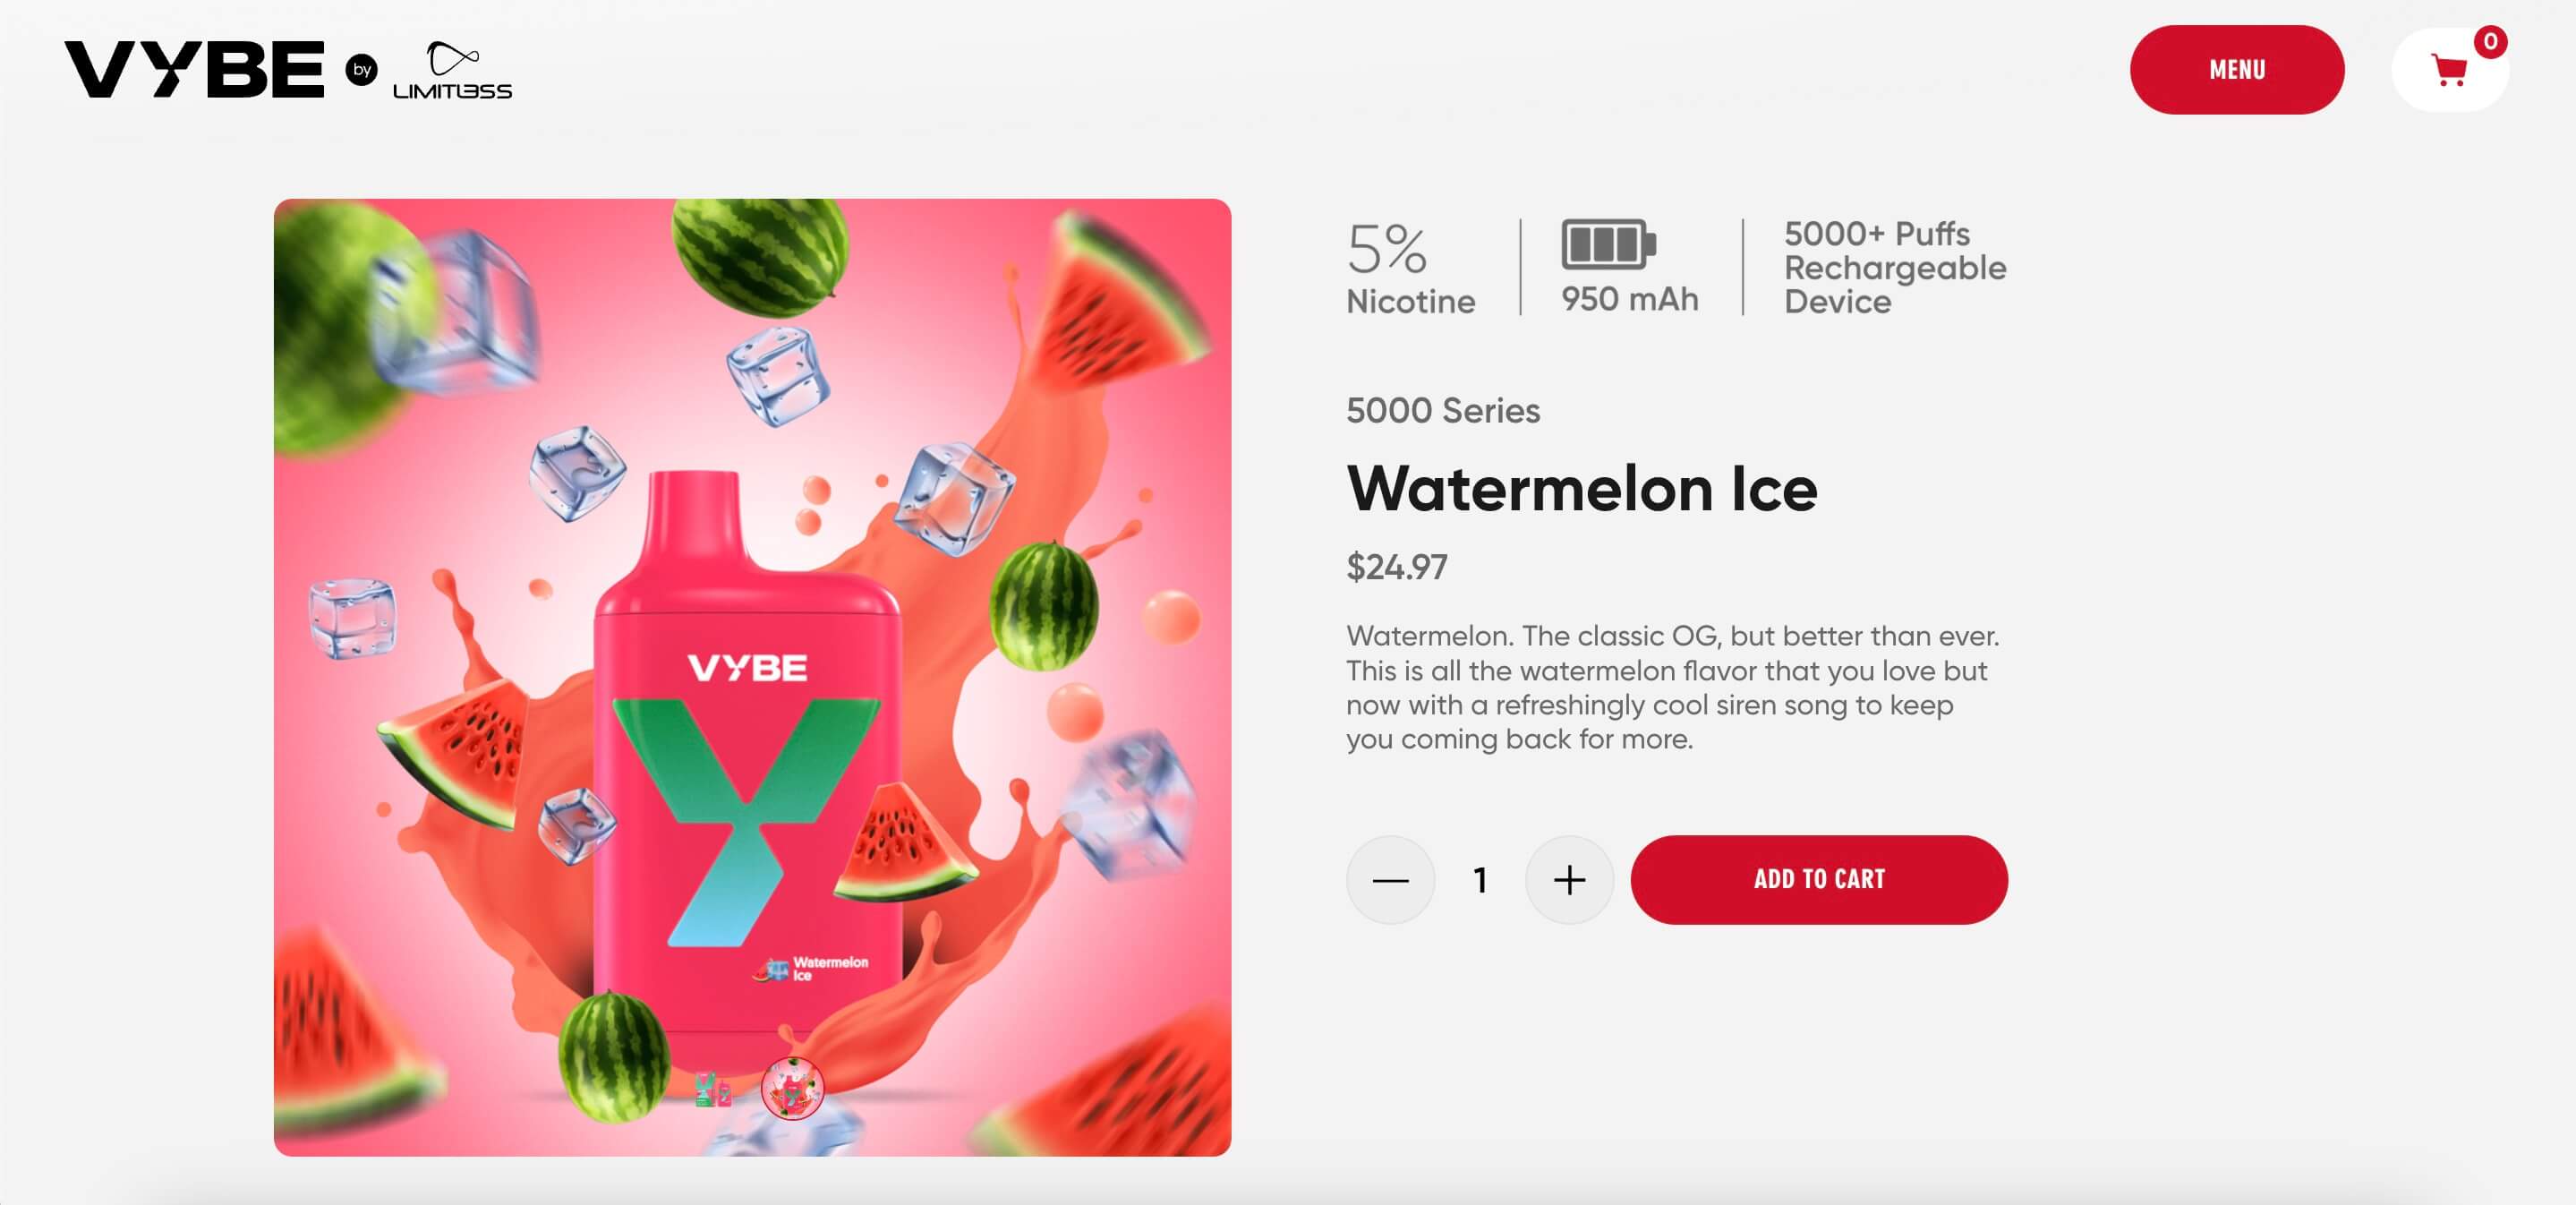 VYBE by LIMITLESS
MENU
0
5%
Nicotine
950 mAh
5000+ Puffs
Rechargeable
Device
5000 Series
Watermelon Ice
$24.97
Watermelon. The classic OG, but better than ever.
This is all the watermelon flavor that you love but
now with a refreshingly cool siren song to keep
you coming back for more.
1
ADD TO CART
VYBE
Y
Watermelon
Ice